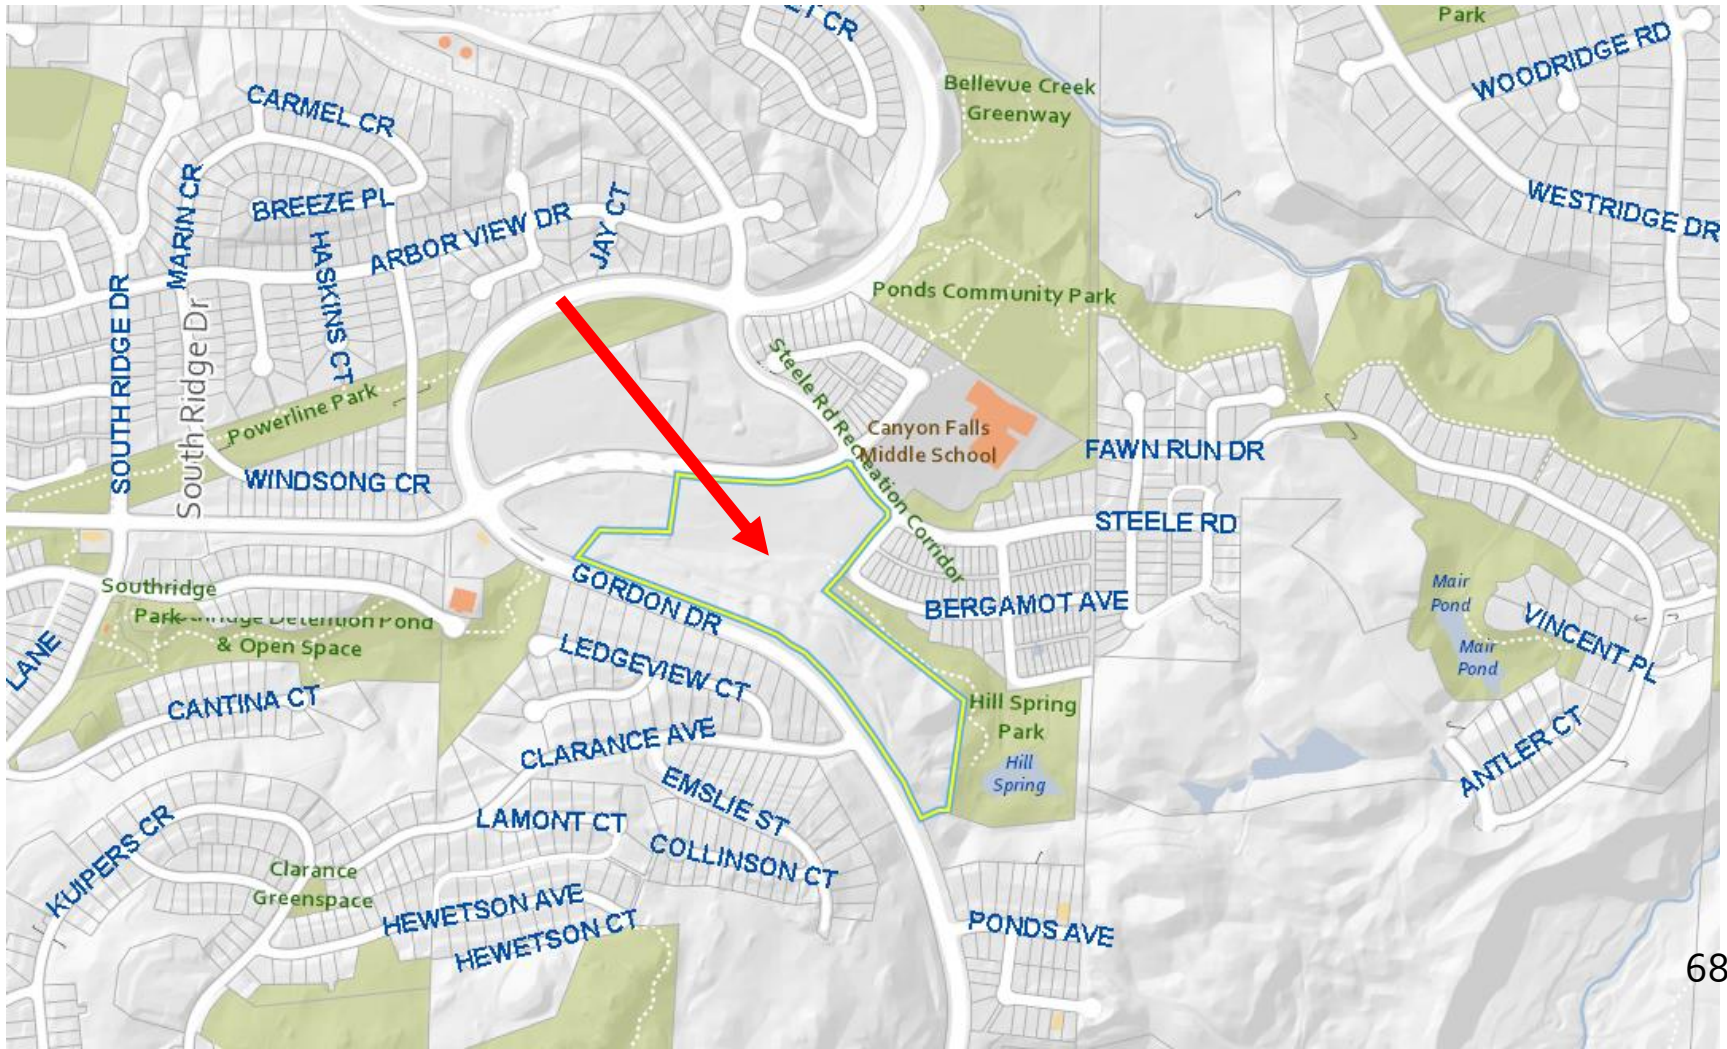 Park
WOODRIDGE RD
Bellevue Creek
Greenway
CARMEL CR
MARIN CR
BREEZE PL
HASKINS CT
ARBOR VIEW DR
JAY CT
WESTRIDGE DR
SOUTH RIDGE DR
South Ridge Dr
Ponds Community Park
Steele Rd Recreation Corridor
Powerline Park
Canyon Falls
Middle School
FAWN RUN DR
WINDSONG CR
STEELE RD
GORDON DR
BERGAMOT AVE
Southridge
Park
Detention Pond
& Open Space
Mair
Pond
Mair
Pond
VINCENT PL
LANE
LEDGEVIEW CT
CANTINA CT
Hill Spring
Park
CLARANCE AVE
Hill
Spring
ANTLER CT
EMSLIE ST
LAMONT CT
COLLINSON CT
KUIPERS CR
Clarance
Greenspace
HEWETSON AVE
HEWETSON CT
PONDS AVE
68